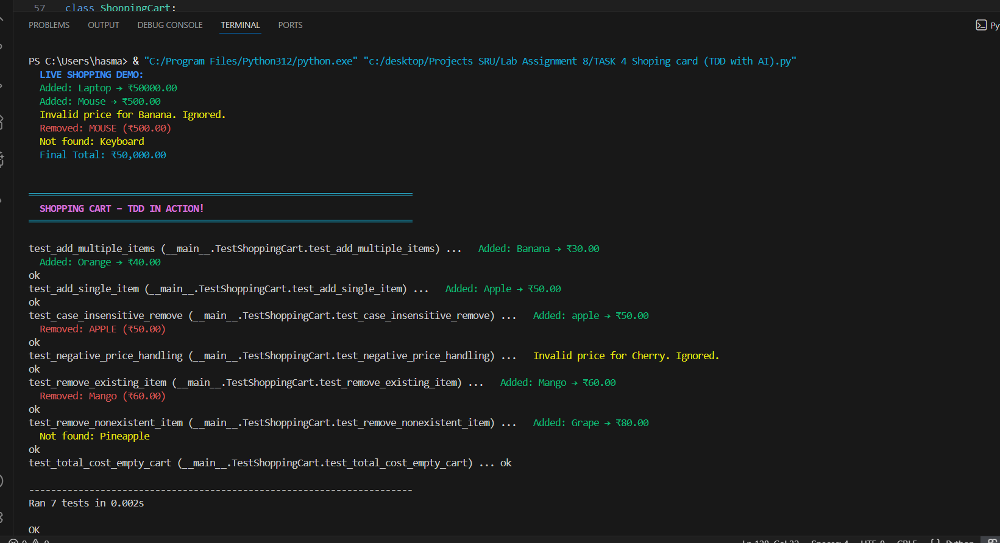 57 class ShoppingCart:
PROBLEMS OUTPUT DEBUG CONSOLE TERMINAL PORTS
Py
PS C:\Users\hasma> & "C:/Program Files/Python312/python.exe" "c:/desktop/Projects SRU/Lab Assignment 8/TASK 4 Shoping card (TDD with AI).py"
LIVE SHOPPING DEMO:
Added: Laptop → ₹50000.00
Added: Mouse → ₹500.00
Invalid price for Banana. Ignored.
Removed: MOUSE (₹500.00)
Not found: Keyboard
Final Total: ₹50,000.00
SHOPPING CART – TDD IN ACTION!
test_add_multiple_items (__main__.TestShoppingCart.test_add_multiple_items) ... Added: Banana → ₹30.00
Added: Orange → ₹40.00
ok
test_add_single_item (__main__.TestShoppingCart.test_add_single_item) ... Added: Apple → ₹50.00
ok
test_case_insensitive_remove (__main__.TestShoppingCart.test_case_insensitive_remove) ... Added: apple → ₹50.00
Removed: APPLE (₹50.00)
ok
test_negative_price_handling (__main__.TestShoppingCart.test_negative_price_handling) ... Invalid price for Cherry. Ignored.
ok
test_remove_existing_item (__main__.TestShoppingCart.test_remove_existing_item) ... Added: Mango → ₹60.00
Removed: Mango (₹60.00)
ok
test_remove_nonexistent_item (__main__.TestShoppingCart.test_remove_nonexistent_item) ... Added: Grape → ₹80.00
Not found: Pineapple
ok
test_total_cost_empty_cart (__main__.TestShoppingCart.test_total_cost_empty_cart) ... ok
----------------------------------------------------------------------
Ran 7 tests in 0.002s
OK